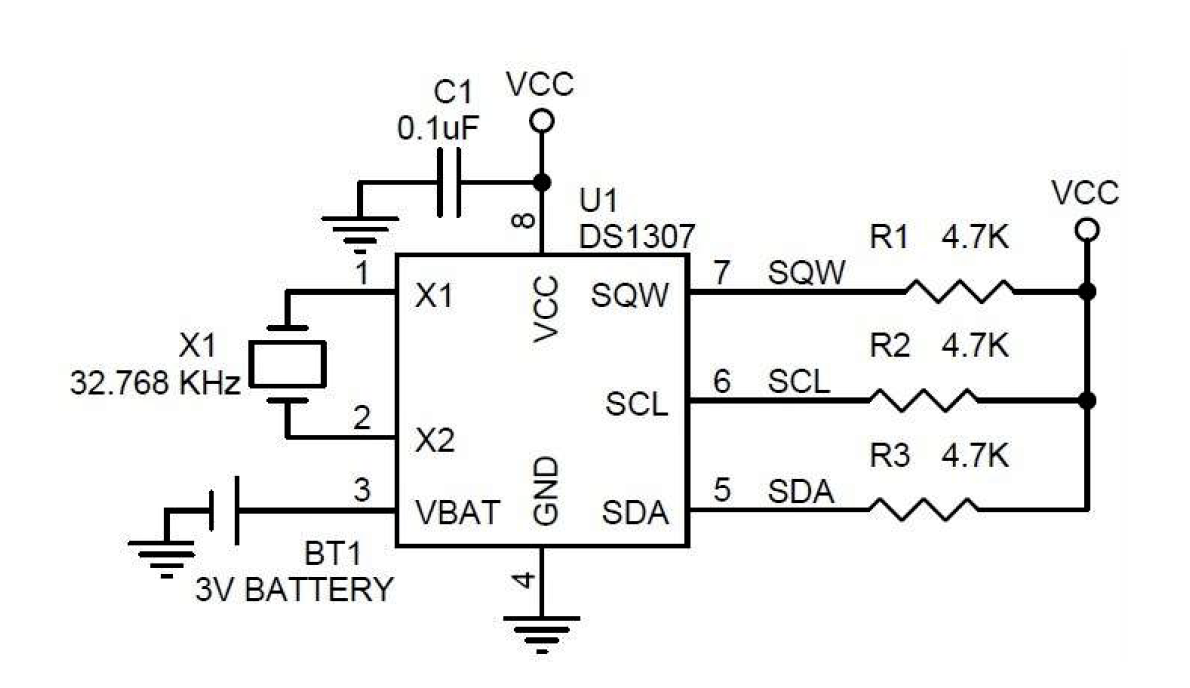 C1 VCC
0.1uF
VCC
8
U1
DS1307
R1 4.7K
1
X1
VCC
SQW
7
SQW
X1
32.768 KHz
R2 4.7K
6
SCL
SCL
2
X2
R3 4.7K
3
VBAT
GND
SDA
5
SDA
BT1
3V BATTERY
4